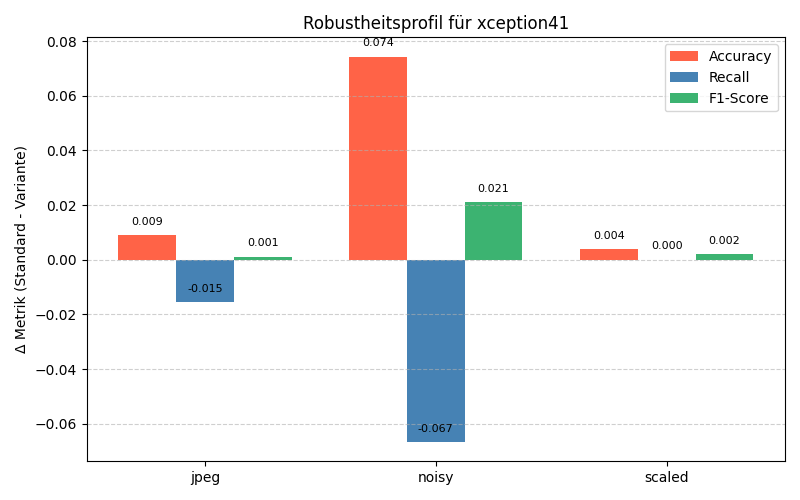 Robustheitsprofil für xception41
Δ Metrik (Standard - Variante)
0.08
0.06
0.04
0.02
0.00
−0.02
−0.04
−0.06
Accuracy
Recall
F1-Score
0.009
-0.015
0.001
0.074
-0.067
0.021
0.004
0.000
0.002
jpeg
noisy
scaled